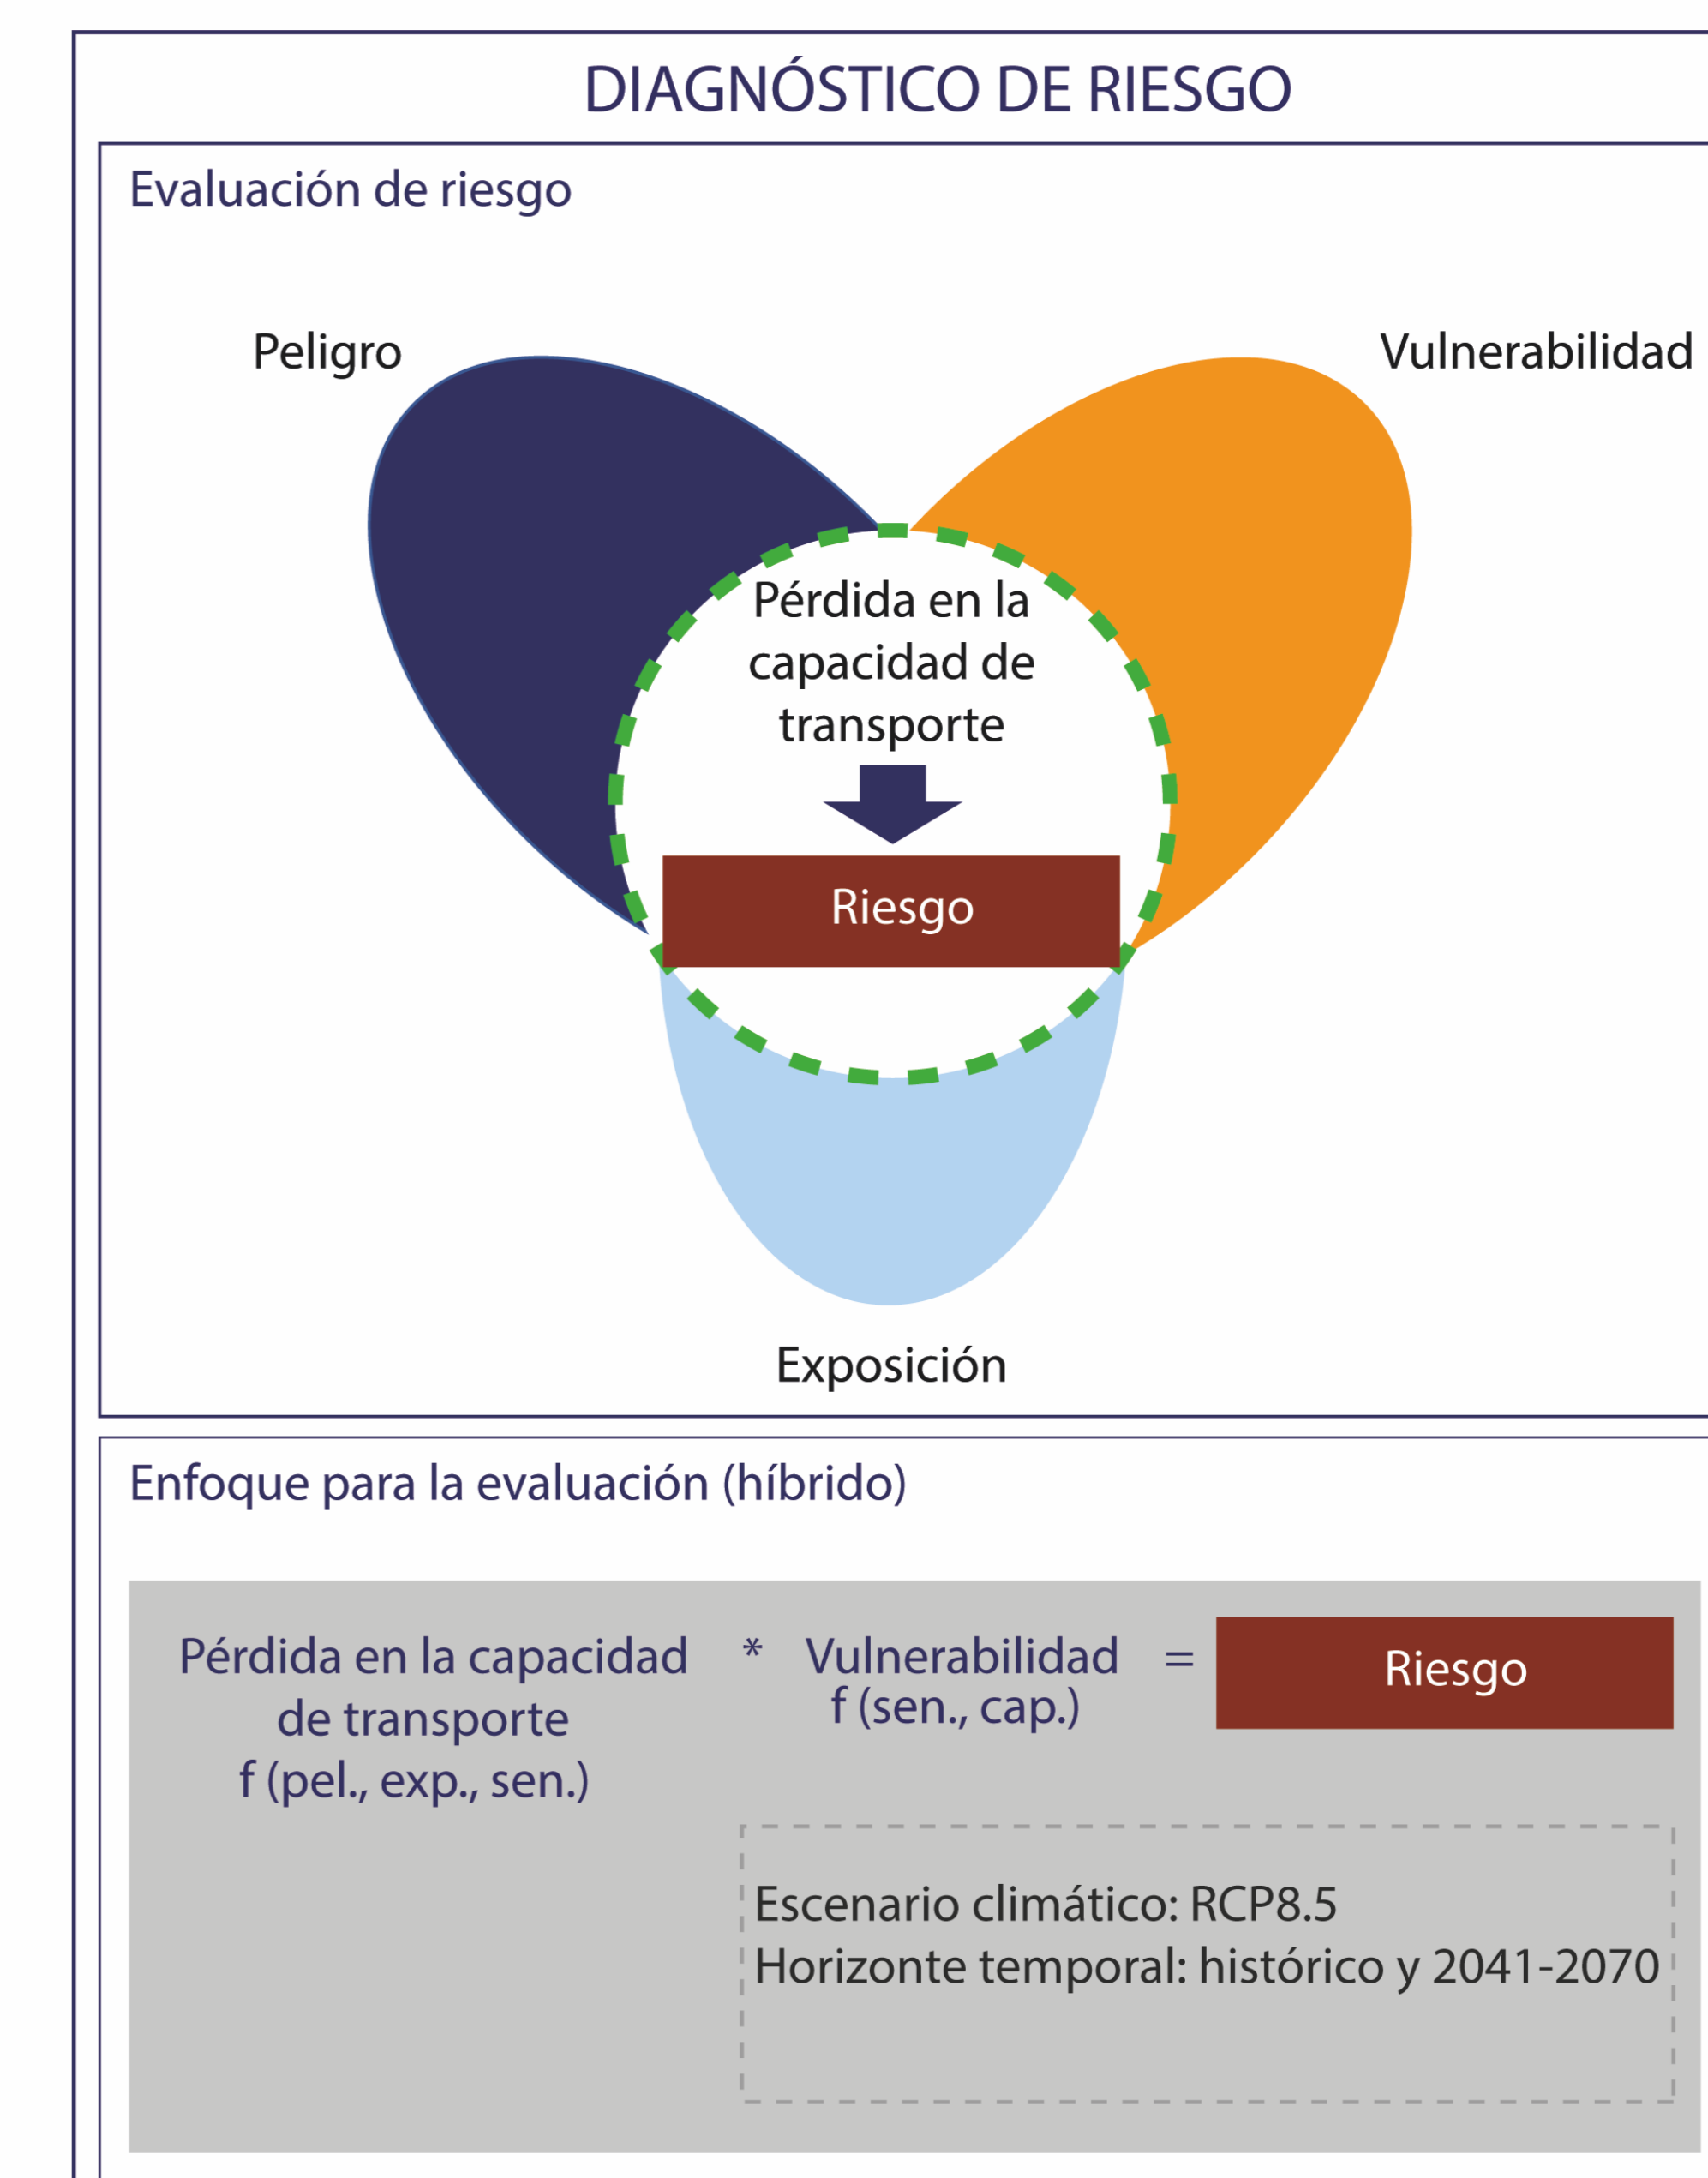 DIAGNÓSTICO DE RIESGO
Evaluación de riesgo
Peligro
Vulnerabilidad
Pérdida en la
capacidad de
transporte
Riesgo
Exposición
Enfoque para la evaluación (híbrido)
Pérdida en la capacidad
de transporte
f (pel., exp., sen.)
*
Vulnerabilidad
f (sen., cap.)
=
Riesgo
Escenario climático: RCP8.5
Horizonte temporal: histórico y 2041-2070